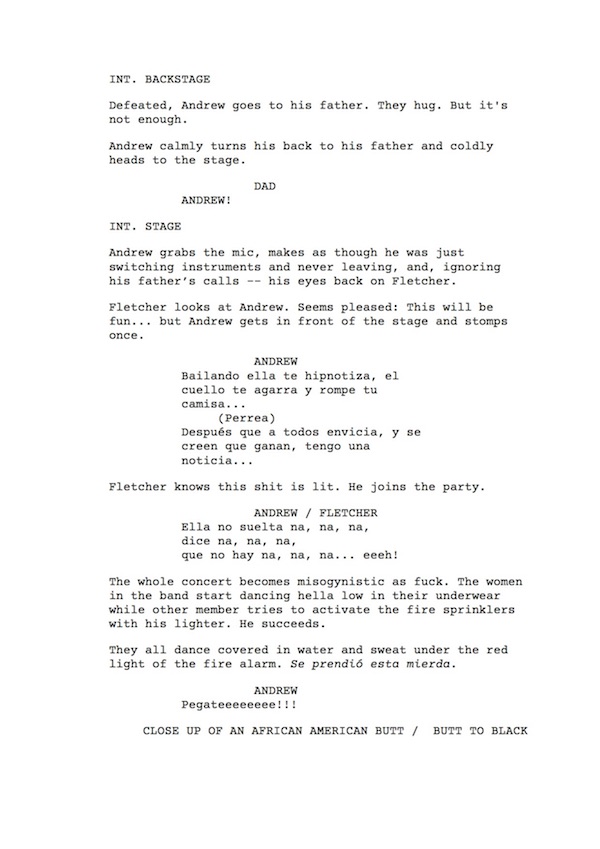 INT. BACKSTAGE
Defeated, Andrew goes to his father. They hug. But it's
not enough.
Andrew calmly turns his back to his father and coldly
heads to the stage.
DAD
ANDREW!
INT. STAGE
Andrew grabs the mic, makes as though he was just
switching instruments and never leaving, and, ignoring
his father’s calls -- his eyes back on Fletcher.
Fletcher looks at Andrew. Seems pleased: This will be
fun... but Andrew gets in front of the stage and stomps
once.
ANDREW
Bailando ella te hipnotiza, el
cuello te agarra y rompe tu
camisa...
(Perrea)
Después que a todos envicia, y se
creen que ganan, tengo una
noticia...
Fletcher knows this shit is lit. He joins the party.
ANDREW / FLETCHER
Ella no suelta na, na, na,
dice na, na, na,
que no hay na, na, na... eeeh!
The whole concert becomes misogynistic as fuck. The women
in the band start dancing hella low in their underwear
while other member tries to activate the fire sprinklers
with his lighter. He succeeds.
They all dance covered in water and sweat under the red
light of the fire alarm. Se prendió esta mierda.
ANDREW
Pegateeeeeeee!!!
CLOSE UP OF AN AFRICAN AMERICAN BUTT / BUTT TO BLACK